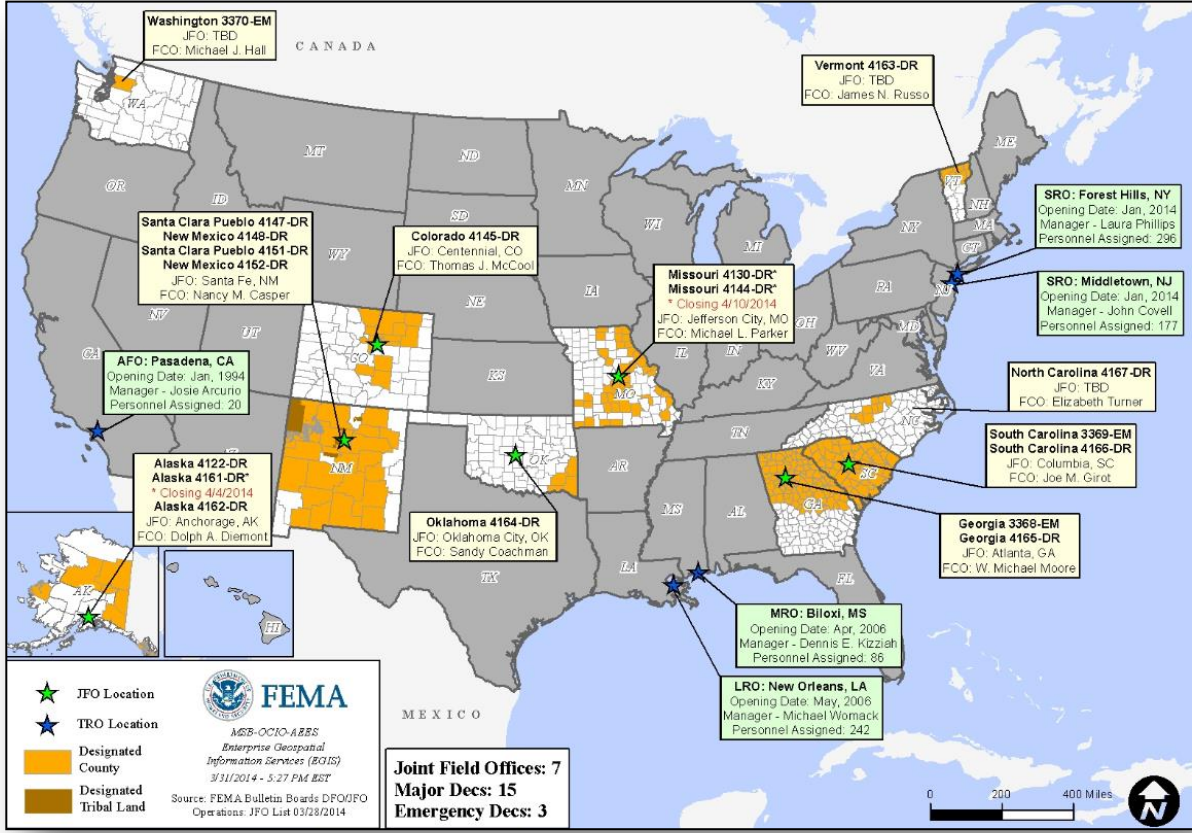 Washington 3370-EM
JFO: TBD
FCO: Michael J. Hall
CANADA
Vermont 4163-DR
JFO: TBD
FCO: James N. Russo
WA
OR
ID
MT
ND
SD
MN
WI
MI
NY
VT
NH
ME
MA
CT
SRO: Forest Hills, NY
Opening Date: Jan, 2014
Manager - Laura Phillips
Personnel Assigned: 296
SRO: Middletown, NJ
Opening Date: Jan, 2014
Manager - John Covell
Personnel Assigned: 177
Santa Clara Pueblo 4147-DR
New Mexico 4148-DR
Santa Clara Pueblo 4151-DR
New Mexico 4152-DR
JFO: Santa Fe, NM
FCO: Nancy M. Casper
Colorado 4145-DR
JFO: Centennial, CO
FCO: Thomas J. McCool
Missouri 4130-DR*
Missouri 4144-DR*
* Closing 4/10/2014
JFO: Jefferson City, MO
FCO: Michael L. Parker
WY
NE
IA
PA
NJ
OH
MD
NV
UT
CA
CO
KS
MO
IL
IN
WV
VA
KY
AFO: Pasadena, CA
Opening Date: Jan, 1994
Manager - Josie Arcurio
Personnel Assigned: 20
North Carolina 4167-DR
JFO: TBD
FCO: Elizabeth Turner
NC
TN
South Carolina 3369-EM
South Carolina 4166-DR
JFO: Columbia, SC
FCO: Joe M. Girot
Alaska 4122-DR
Alaska 4161-DR*
* Closing 4/4/2014
Alaska 4162-DR
JFO: Anchorage, AK
FCO: Dolph A. Diemont
NM
OK
AR
SC
MS
AL
GA
Oklahoma 4164-DR
JFO: Oklahoma City, OK
FCO: Sandy Coachman
Georgia 3368-EM
Georgia 4165-DR
JFO: Atlanta, GA
FCO: W. Michael Moore
TX
LA
FL
AK
HI
MRO: Biloxi, MS
Opening Date: Apr, 2006
Manager - Dennis E. Kizziah
Personnel Assigned: 86
LRO: New Orleans, LA
Opening Date: May, 2006
Manager - Michael Womack
Personnel Assigned: 242
MEXICO
JFO Location
TRO Location
Designated
County
Designated
Tribal Land
FEMA
MSB-OCIO-AEES
Enterprise Geospatial
Information Services (EGIS)
3/31/2014 - 5:27 PM EST
Source: FEMA Bulletin Boards DFO/JFO
Operations: JFO List 03/28/2014
Joint Field Offices: 7
Major Decs: 15
Emergency Decs: 3
0 200 400 Miles
N